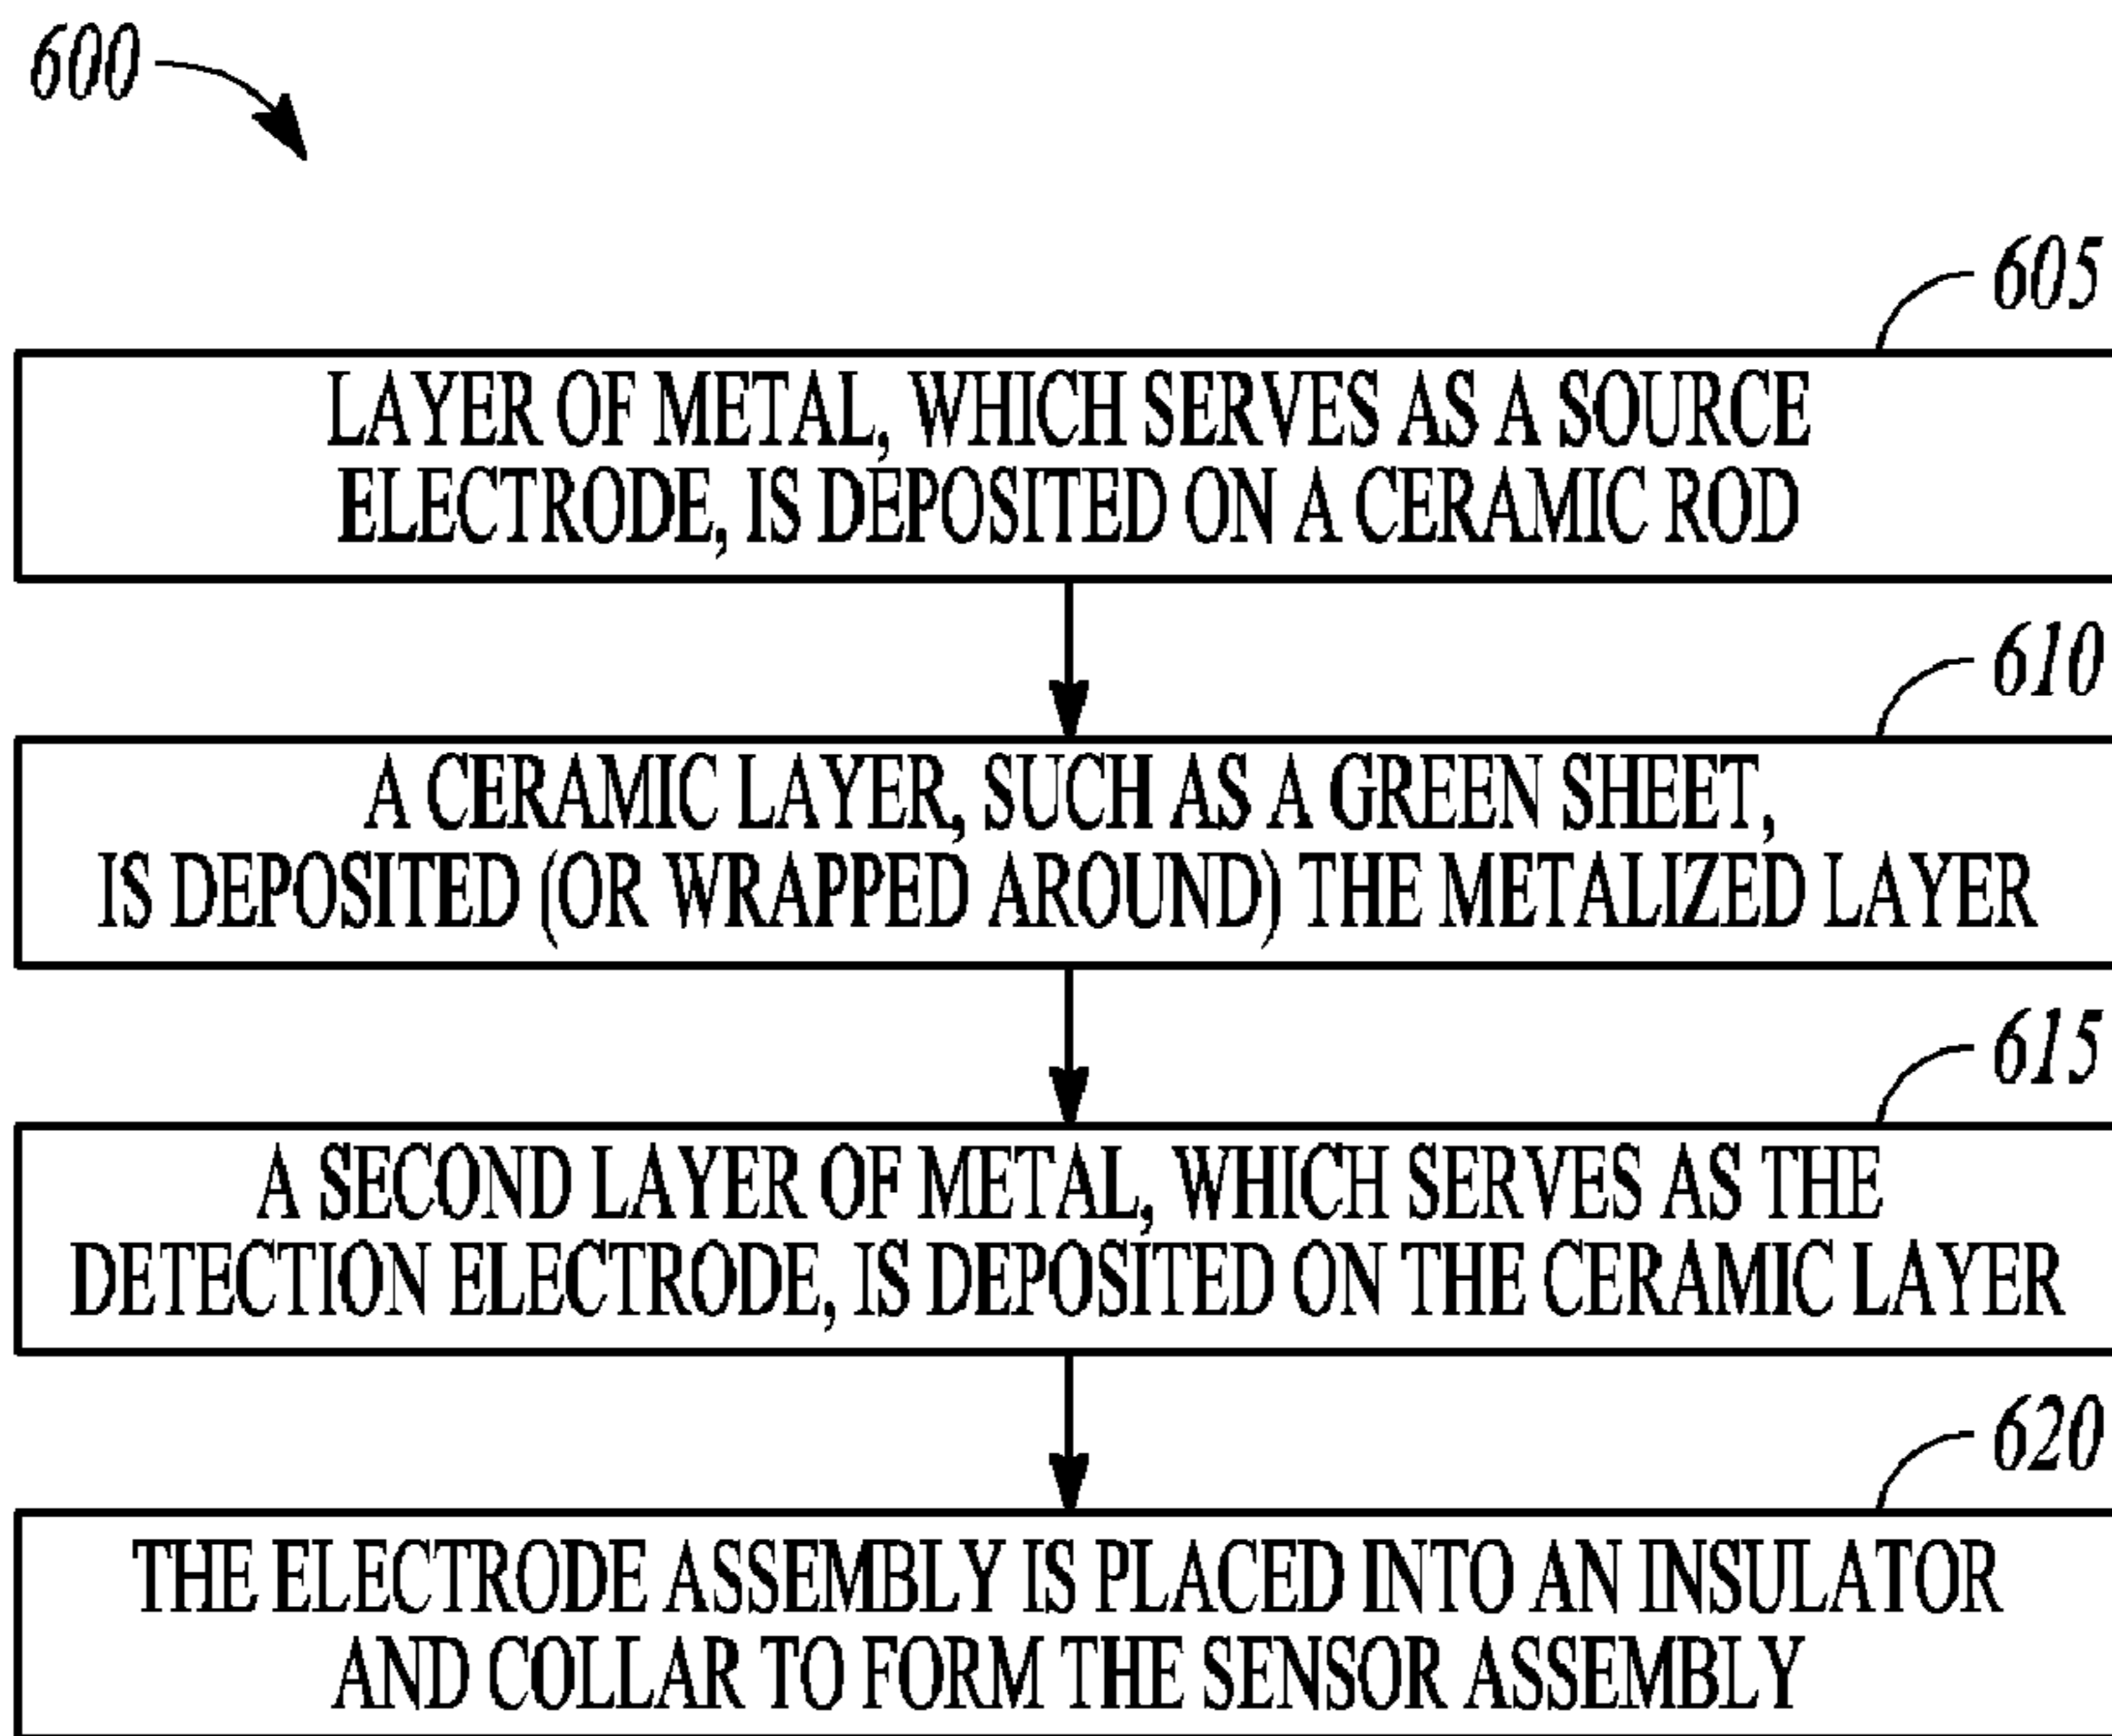 600
605
LAYER OF METAL, WHICH SERVES AS A SOURCE
ELECTRODE, IS DEPOSITED ON A CERAMIC ROD
610
A CERAMIC LAYER, SUCH AS A GREEN SHEET,
IS DEPOSITED (OR WRAPPED AROUND) THE METALIZED LAYER
615
A SECOND LAYER OF METAL, WHICH SERVES AS THE
DETECTION ELECTRODE, IS DEPOSITED ON THE CERAMIC LAYER
620
THE ELECTRODE ASSEMBLY IS PLACED INTO AN INSULATOR
AND COLLAR TO FORM THE SENSOR ASSEMBLY